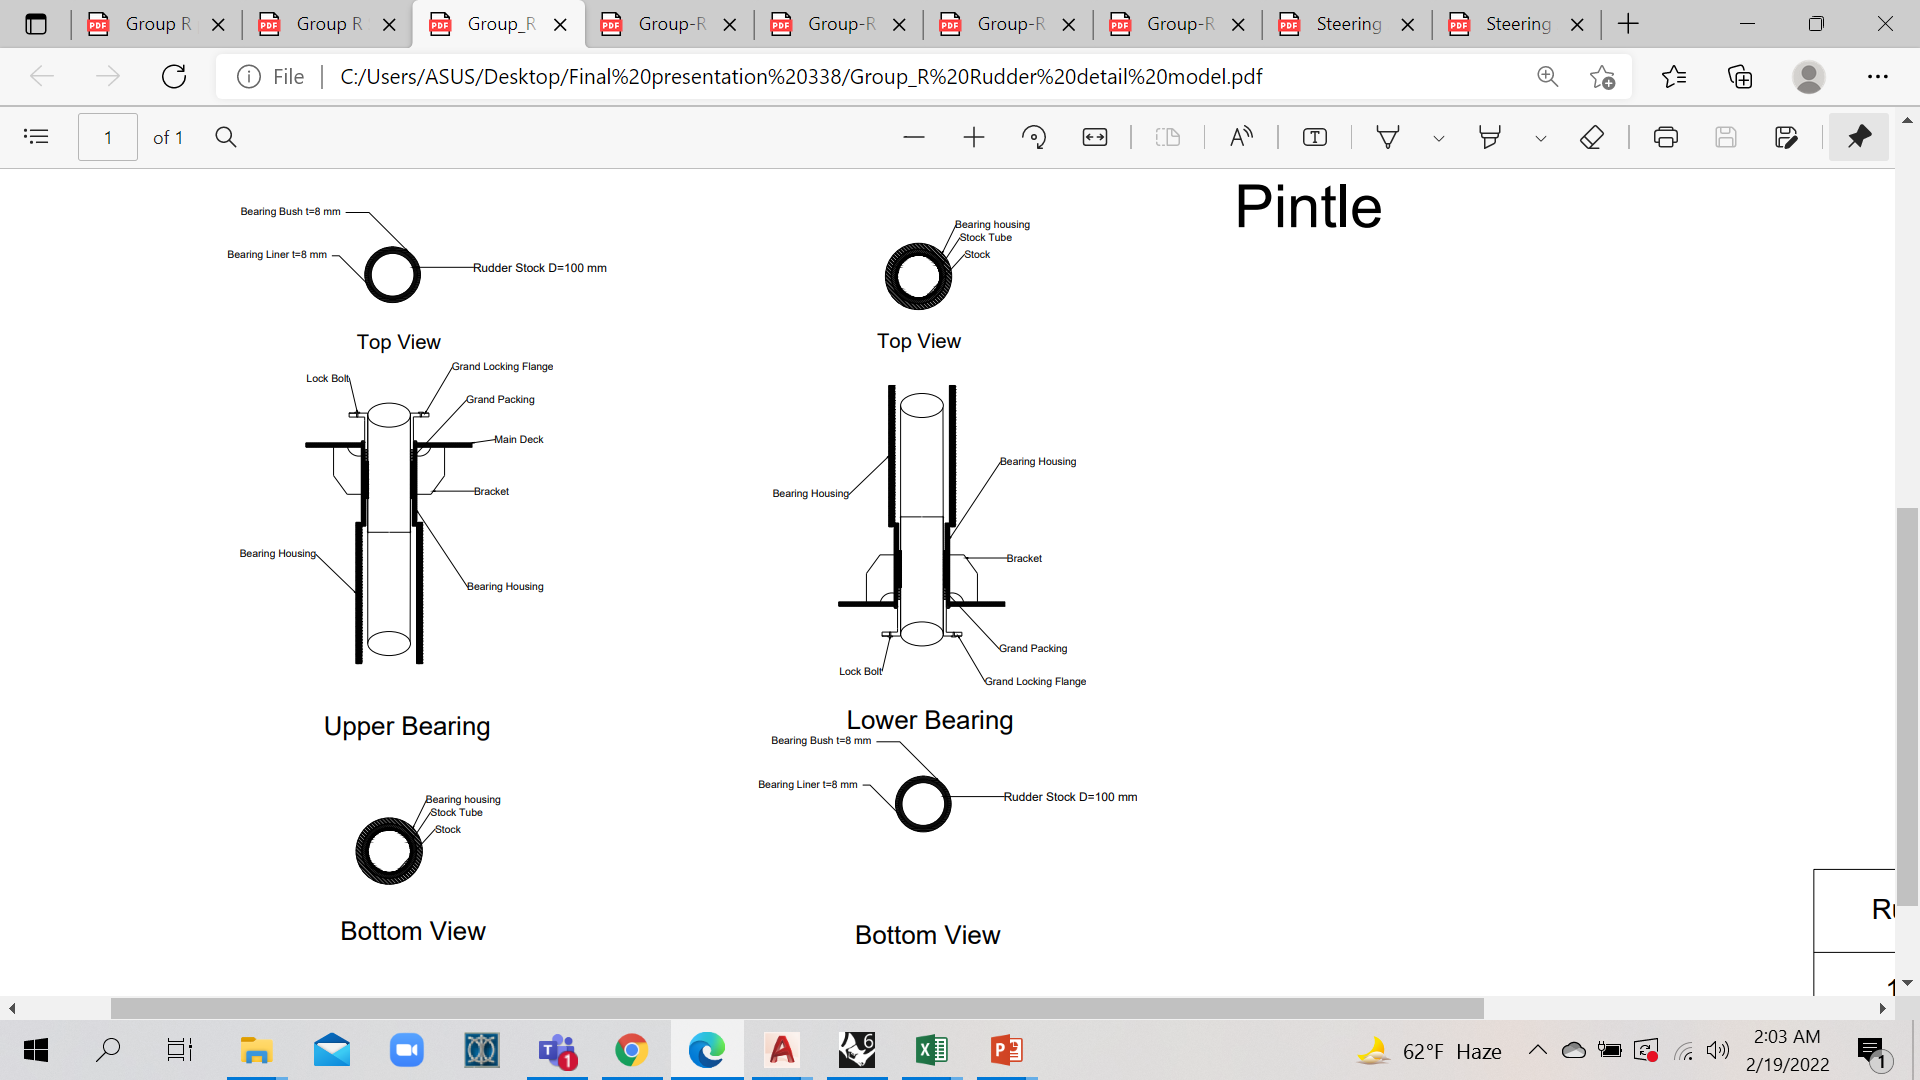 Group R
Group R
Group_R
Group-R
Group-R
Group-R
Group-R
Steering
Steering
File
C:/Users/ASUS/Desktop/Final%20presentation%20338/Group_R%20Rudder%20detail%20model.pdf
1 of 1
Pintle
Bearing Bush t=8 mm
Bearing Liner t=8 mm
Rudder Stock D=100 mm
Top View
Lock Bolt
Grand Locking Flange
Grand Packing
Main Deck
Bracket
Bearing Housing
Bearing Housing
Upper Bearing
Bearing housing
Stock Tube
Stock
Bottom View
Bearing housing
Stock Tube
Stock
Top View
Bearing Housing
Bearing Housing
Bracket
Grand Packing
Lock Bolt
Grand Locking Flange
Lower Bearing
Bearing Bush t=8 mm
Bearing Liner t=8 mm
Rudder Stock D=100 mm
Bottom View
62°F Haze
2:03 AM
2/19/2022